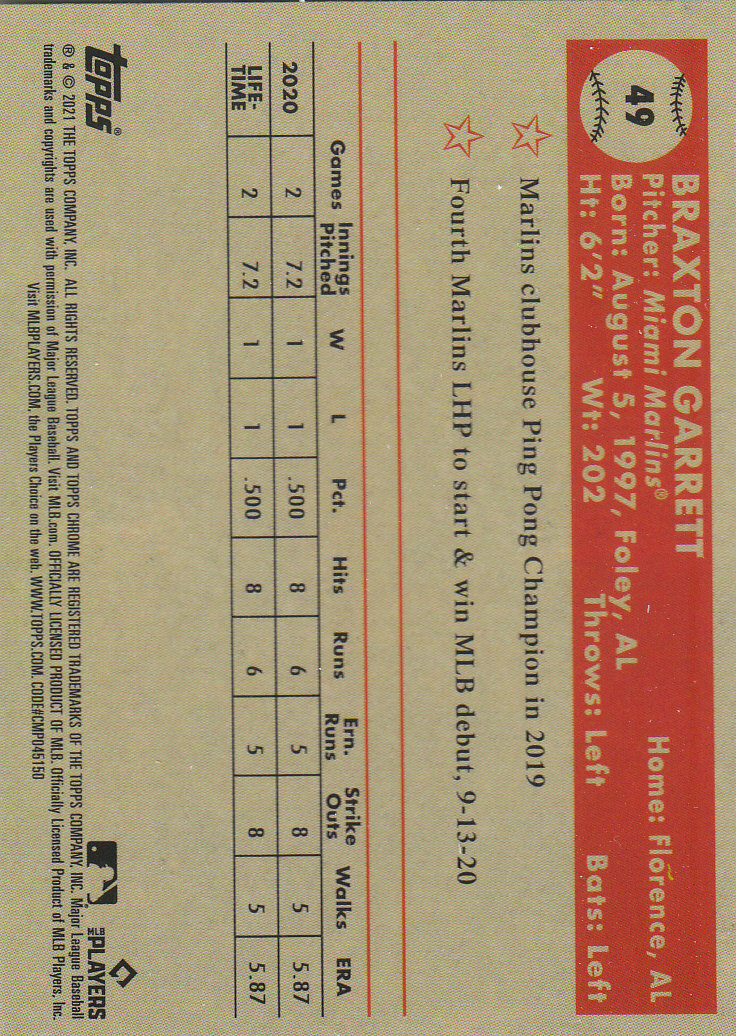 49
BRAXTON GARRETT
Pitcher: Miami Marlins® Home: Florence, AL
Born: August 5, 1997, Foley, AL
Ht: 6'2" Wt: 202 Throws: Left Bats: Left
Marlins clubhouse Ping Pong Champion in 2019
Fourth Marlins LHP to start & win MLB debut, 9-13-20
Games Innings Pitched W L Pct. Hits Runs Ern. Runs Strike Outs Walks ERA
2020 2 7.2 1 1 .500 8 6 5 8 5 5.87
LIFE-TIME 2 7.2 1 1 .500 8 6 5 8 5 5.87
Topps®
® & © 2021 THE TOPPS COMPANY, INC. ALL RIGHTS RESERVED. TOPPS AND TOPPS CHROME ARE REGISTERED TRADEMARKS OF THE TOPPS COMPANY, INC. Major League Baseball
trademarks and copyrights are used with permission of Major League Baseball. Visit MLB.com. OFFICIALLY LICENSED PRODUCT OF MLB. Officially Licensed Product of MLB Players, Inc.
Visit MLBPLAYERS.COM, the Players Choice on the web. WWW.TOPPS.COM. CODE#CMP045150
MLB PLAYERS